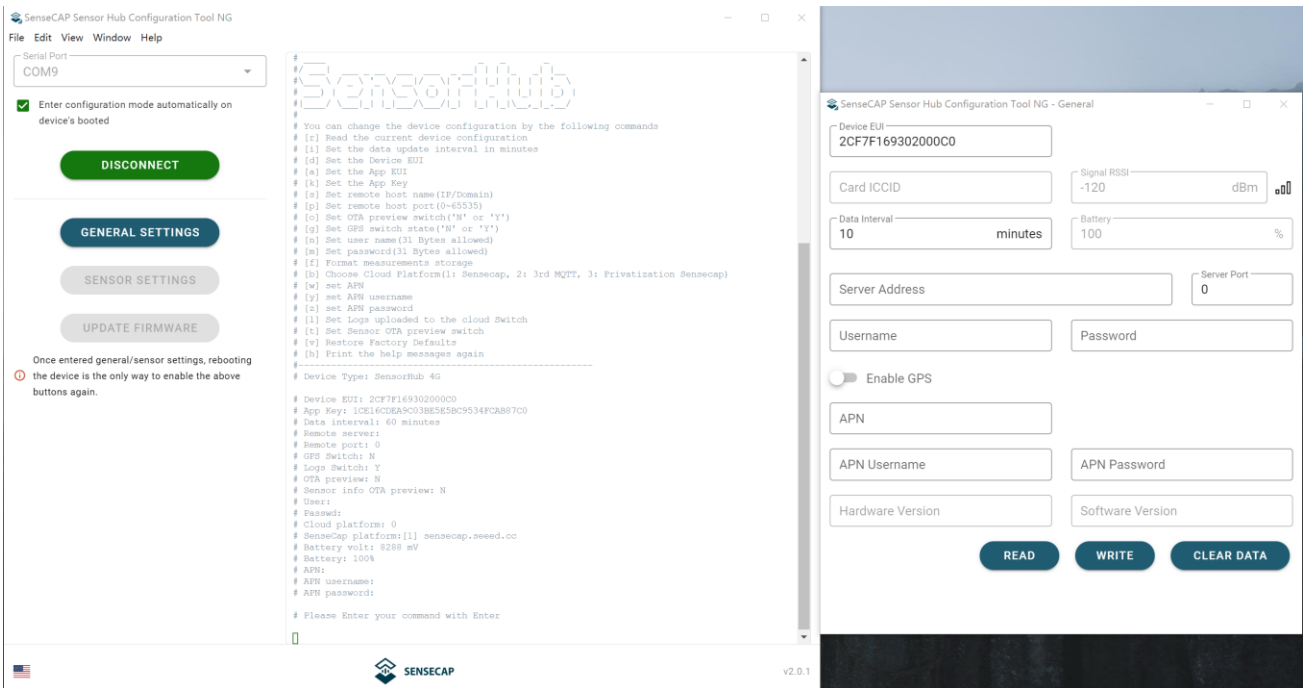 SenseCAP Sensor Hub Configuration Tool NG
File Edit View Window Help
Serial Port
COM9
Enter configuration mode automatically on
device's booted
DISCONNECT
GENERAL SETTINGS
SENSOR SETTINGS
UPDATE FIRMWARE
Once entered general/sensor settings, rebooting
the device is the only way to enable the above
buttons again.
SensorHub
#
# You can change the device configuration by the following commands
# [r] Read the current device configuration
# [i] Set the data update interval in minutes
# [d] Set the Device EUI
# [a] Set the App EUI
# [k] Set the App Key
# [s] Set remote host name(IP/Domain)
# [p] Set remote host port(0~65535)
# [o] Set OTA preview switch('N' or 'Y')
# [g] Set GPS switch state('N' or 'Y')
# [n] Set user name(31 Bytes allowed)
# [m] Set password(31 Bytes allowed)
# [f] Format measurements storage
# [b] Choose Cloud Platform(1: Sensecap, 2: 3rd MQTT, 3: Privatization Sensecap)
# [w] set APN
# [y] set APN username
# [z] set APN password
# [l] Set Logs uploaded to the cloud Switch
# [t] Set Sensor OTA preview switch
# [v] Restore Factory Defaults
# [h] Print the help messages again
#-----------------------------------------------------
# Device Type: SensorHub 4G
# Device EUI: 2CF7F169302000C0
# App Key: 1CE16CDEA9C03BE5E5BC9534FCAB87C0
# Data interval: 60 minutes
# Remote server:
# Remote port: 0
# GPS Switch: N
# Logs Switch: Y
# OTA preview: N
# Sensor info OTA preview: N
# User:
# Passwd:
# Cloud platform: 0
# SenseCap platform:[1] sensecap.seeed.cc
# Battery volt: 8288 mV
# Battery: 100%
# APN:
# APN username:
# APN password:
# Please Enter your command with Enter
SENSECAP
v2.0.1
SenseCAP Sensor Hub Configuration Tool NG - General
Device EUI
2CF7F169302000C0
Card ICCID
Signal RSSI
-120 dBm
Data Interval
10 minutes
Battery
100 %
Server Address
Server Port
0
Username
Password
Enable GPS
APN
APN Username
APN Password
Hardware Version
Software Version
READ
WRITE
CLEAR DATA